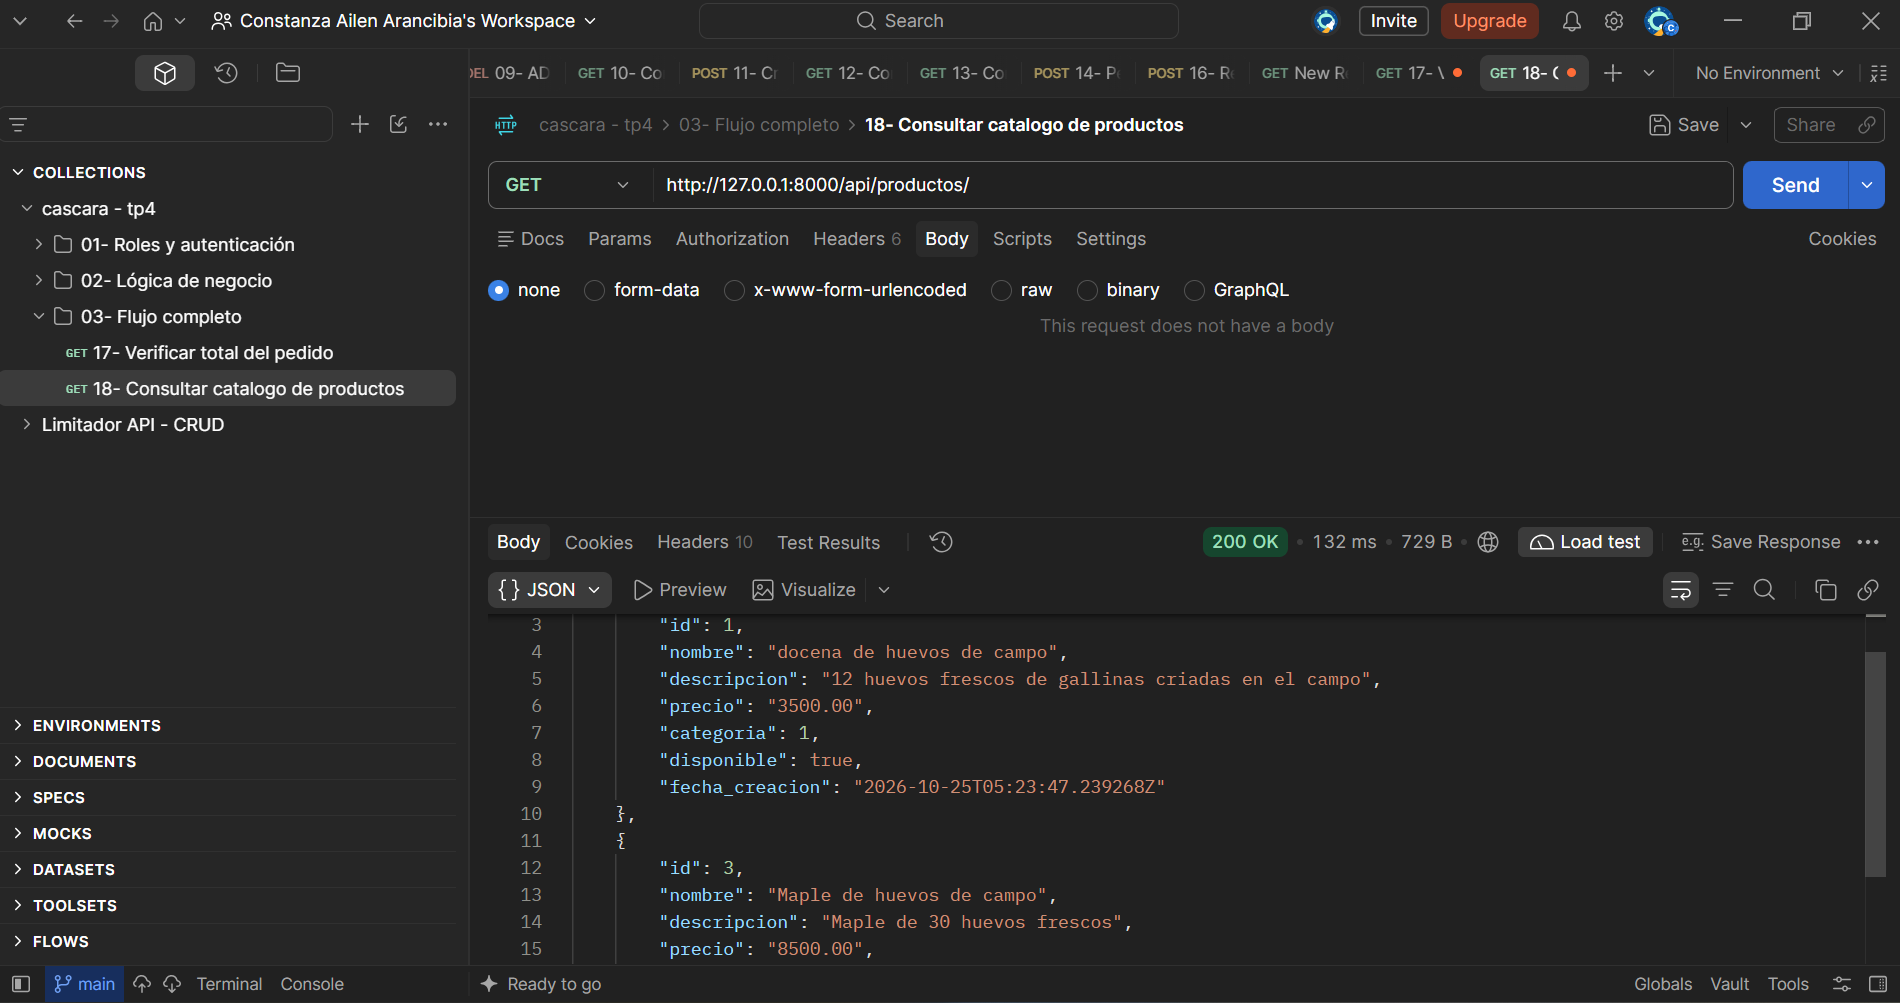 Constanza Ailen Arancibia's Workspace
Search
Invite
Upgrade
DEL 09- AD
GET 10- Co
POST 11- Cr
GET 12- Co
GET 13- Co
POST 14- Pe
POST 16- Re
GET New Re
GET 17- V
GET 18- C
No Environment
HTTP
cascara - tp4 > 03- Flujo completo > 18- Consultar catalogo de productos
Save
Share
COLLECTIONS
cascara - tp4
01- Roles y autenticación
02- Lógica de negocio
03- Flujo completo
GET 17- Verificar total del pedido
GET 18- Consultar catalogo de productos
Limitador API - CRUD
ENVIRONMENTS
DOCUMENTS
SPECS
MOCKS
DATASETS
TOOLSETS
FLOWS
GET
http://127.0.0.1:8000/api/productos/
Send
Docs
Params
Authorization
Headers 6
Body
Scripts
Settings
Cookies
none
form-data
x-www-form-urlencoded
raw
binary
GraphQL
This request does not have a body
Body
Cookies
Headers 10
Test Results
200 OK
132 ms
729 B
Load test
e.g. Save Response
{} JSON
Preview
Visualize
3 "id": 1,
4 "nombre": "docena de huevos de campo",
5 "descripcion": "12 huevos frescos de gallinas criadas en el campo",
6 "precio": "3500.00",
7 "categoria": 1,
8 "disponible": true,
9 "fecha_creacion": "2026-10-25T05:23:47.239268Z"
10 },
11 {
12 "id": 3,
13 "nombre": "Maple de huevos de campo",
14 "descripcion": "Maple de 30 huevos frescos",
15 "precio": "8500.00",
main
Terminal
Console
Ready to go
Globals
Vault
Tools